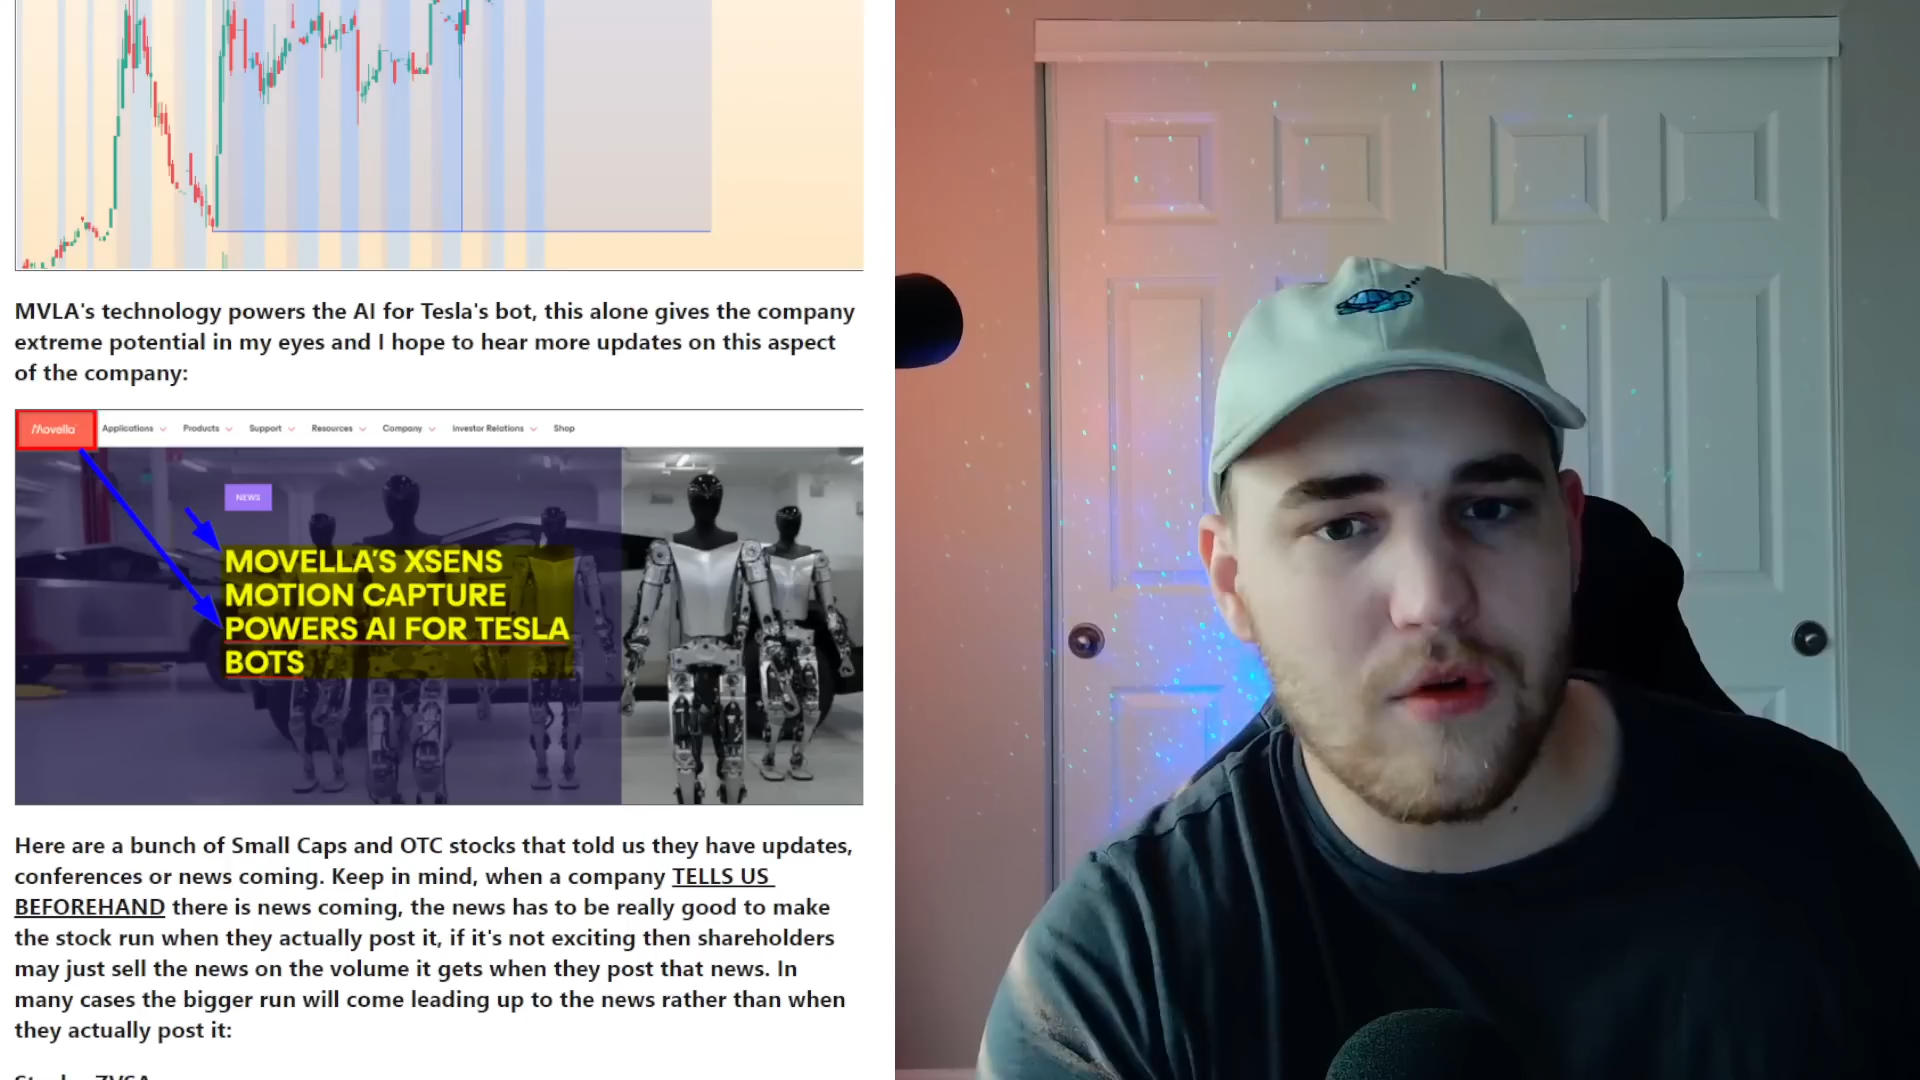 MVLA's technology powers the AI for Tesla's bot, this alone gives the company
extreme potential in my eyes and I hope to hear more updates on this aspect
of the company:
Movella
Applications Products Support Resources Company Investor Relations Shop
NEWS
MOVELLA'S XSENS
MOTION CAPTURE
POWERS AI FOR TESLA
BOTS
Here are a bunch of Small Caps and OTC stocks that told us they have updates,
conferences or news coming. Keep in mind, when a company TELLS US
BEFOREHAND there is news coming, the news has to be really good to make
the stock run when they actually post it, if it's not exciting then shareholders
may just sell the news on the volume it gets when they post that news. In
many cases the bigger run will come leading up to the news rather than when
they actually post it: